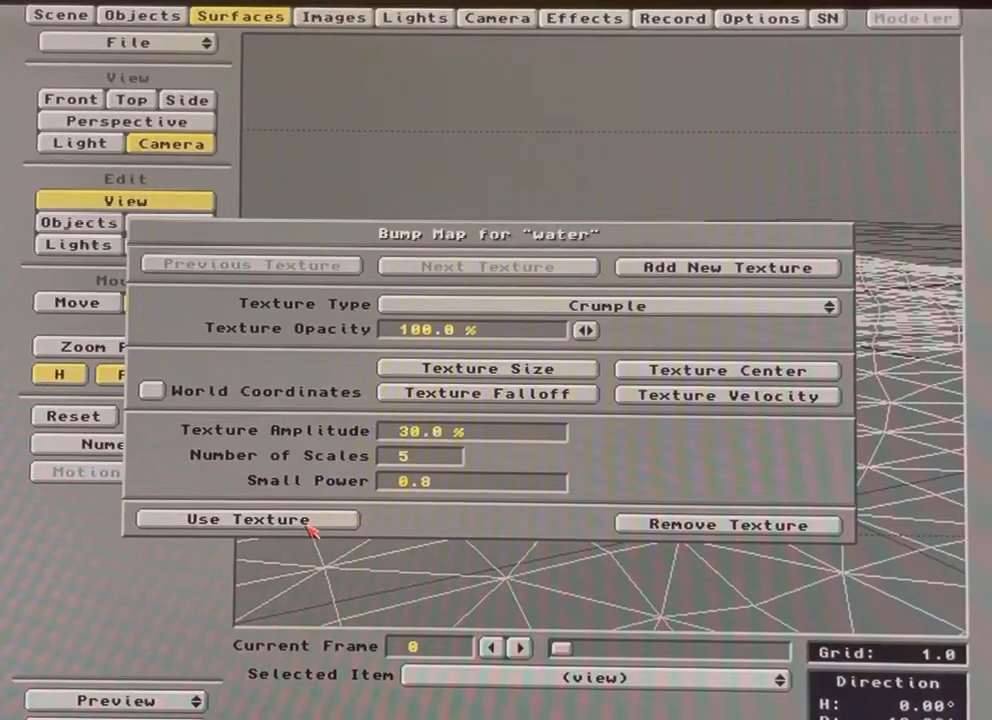 Scene Objects Surfaces Images Lights Camera Effects Record Options SN Modeler
File
View
Front Top Side
Perspective
Light Camera
Edit
View
Objects
Lights
Bump Map for "water"
Previous Texture Next Texture Add New Texture
Texture Type Crumple
Move
Texture Opacity 100.0 %
Zoom
H
World Coordinates Texture Size Texture Center
Texture Falloff Texture Velocity
Reset
Texture Amplitude 30.0 %
Number of Scales 5
Motion
Small Power 0.8
Use Texture Remove Texture
Current Frame 0
Grid: 1.0
Selected Item (view)
Direction
Preview
H: 0.00°